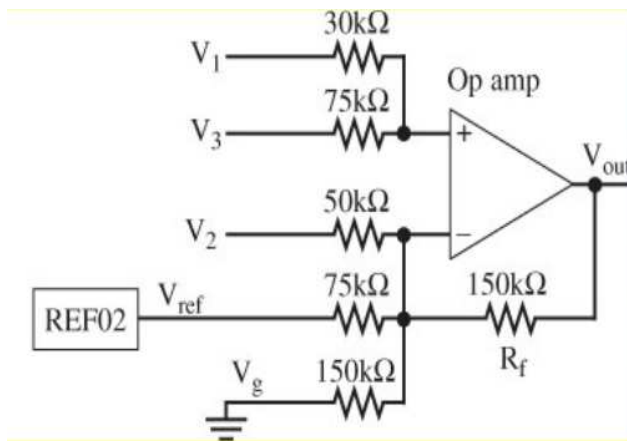 30kΩ
V1
Op amp
75kΩ
V3
+
Vout
50kΩ
V2
−
75kΩ
150kΩ
REF02
Vref
Rf
150kΩ
Vg